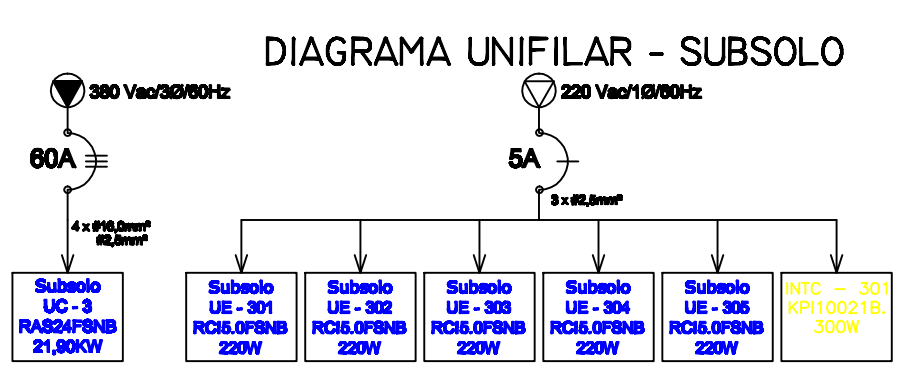 DIAGRAMA UNIFILAR - SUBSOLO
380 Vac/3Ø/60Hz
60A
4 x #16,0mm²
#2,5mm²
Subsolo
UC - 3
RAS24FSNB
21,90KW
220 Vac/1Ø/60Hz
5A
3 x #2,5mm²
Subsolo
UE - 301
RCI5.0FSNB
220W
Subsolo
UE - 302
RCI5.0FSNB
220W
Subsolo
UE - 303
RCI5.0FSNB
220W
Subsolo
UE - 304
RCI5.0FSNB
220W
Subsolo
UE - 305
RCI5.0FSNB
220W
INTC - 301
KPI10021B.
300W